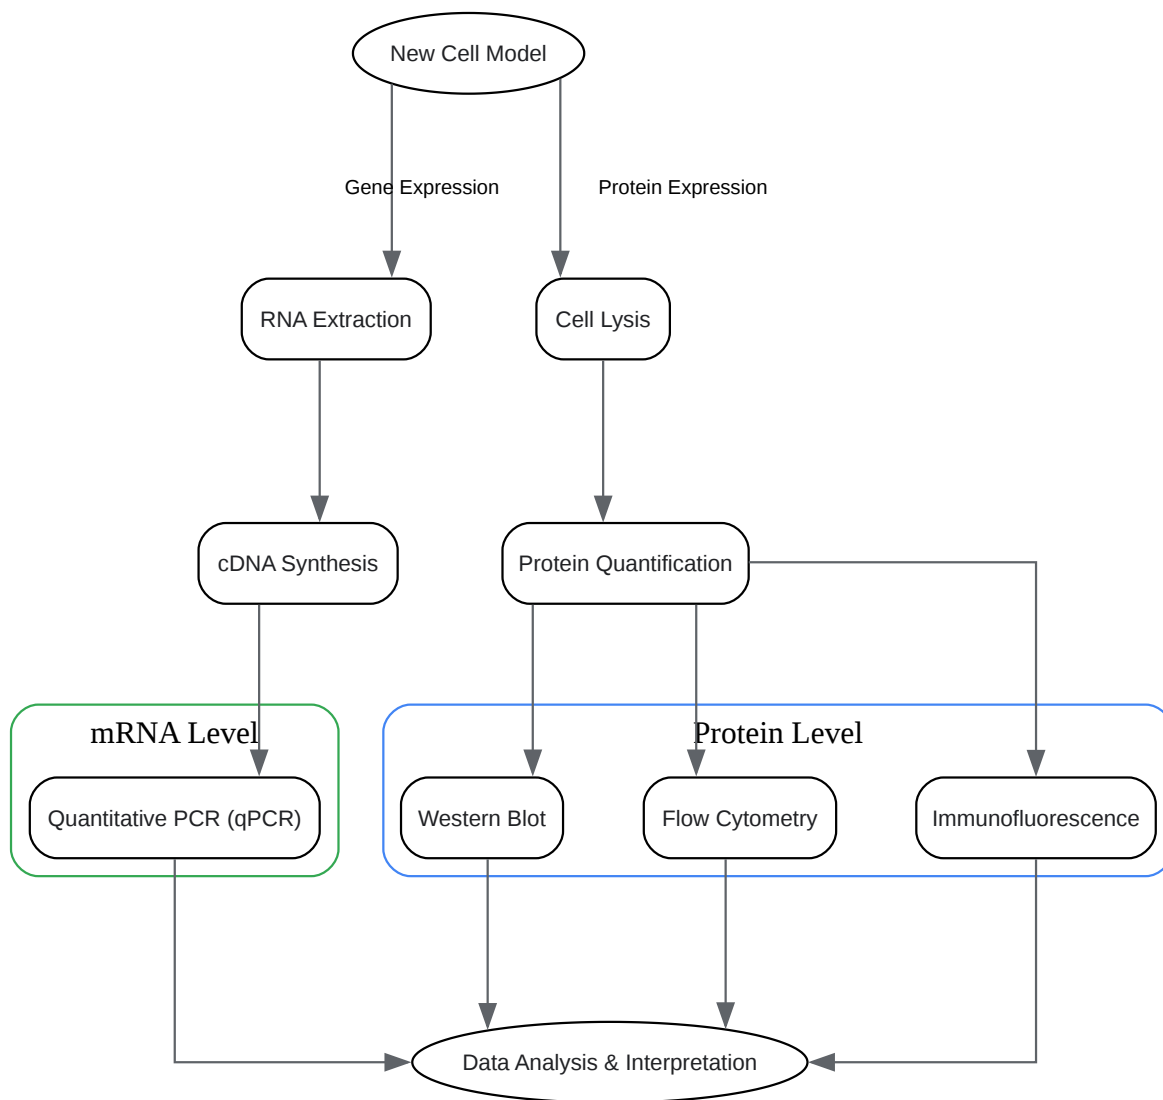 New Cell Model
Gene Expression
Protein Expression
RNA Extraction
Cell Lysis
cDNA Synthesis
Protein Quantification
mRNA Level
Protein Level
Quantitative PCR (qPCR)
Western Blot
Flow Cytometry
Immunofluorescence
Data Analysis & Interpretation